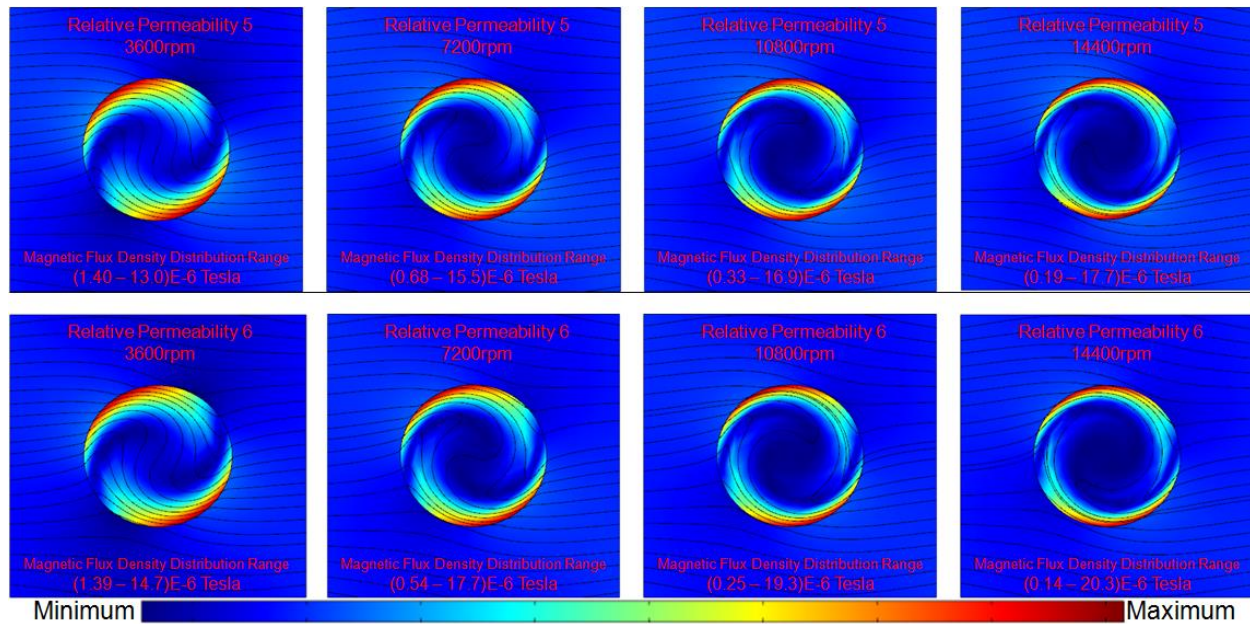 Relative Permeability 5
3600rpm
Magnetic Flux Density Distribution Range
(1.40 – 13.0)E-6 Tesla
Relative Permeability 5
7200rpm
Magnetic Flux Density Distribution Range
(0.68 – 15.5)E-6 Tesla
Relative Permeability 5
10800rpm
Magnetic Flux Density Distribution Range
(0.33 – 16.9)E-6 Tesla
Relative Permeability 5
14400rpm
Magnetic Flux Density Distribution Range
(0.19 – 17.7)E-6 Tesla
Relative Permeability 6
3600rpm
Magnetic Flux Density Distribution Range
(1.39 – 14.7)E-6 Tesla
Relative Permeability 6
7200rpm
Magnetic Flux Density Distribution Range
(0.54 – 17.7)E-6 Tesla
Relative Permeability 6
10800rpm
Magnetic Flux Density Distribution Range
(0.25 – 19.3)E-6 Tesla
Relative Permeability 6
14400rpm
Magnetic Flux Density Distribution Range
(0.14 – 20.3)E-6 Tesla
Minimum
Maximum